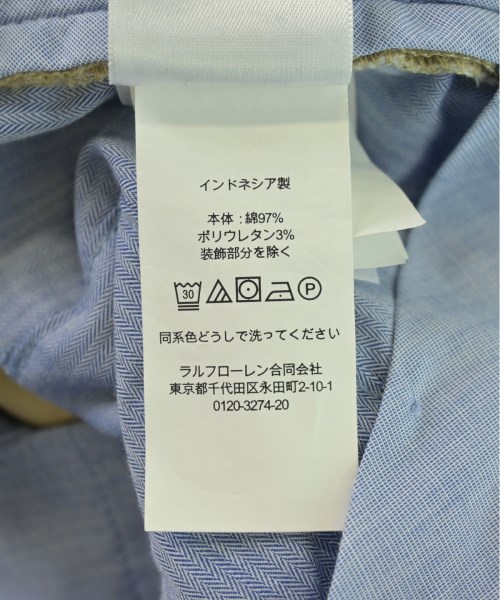 インドネシア製
本体：綿97%
ポリウレタン3%
装飾部分を除く
30 P
同系色どうしで洗ってください
ラルフローレン合同会社
東京都千代田区永田町2-10-1
0120-3274-20